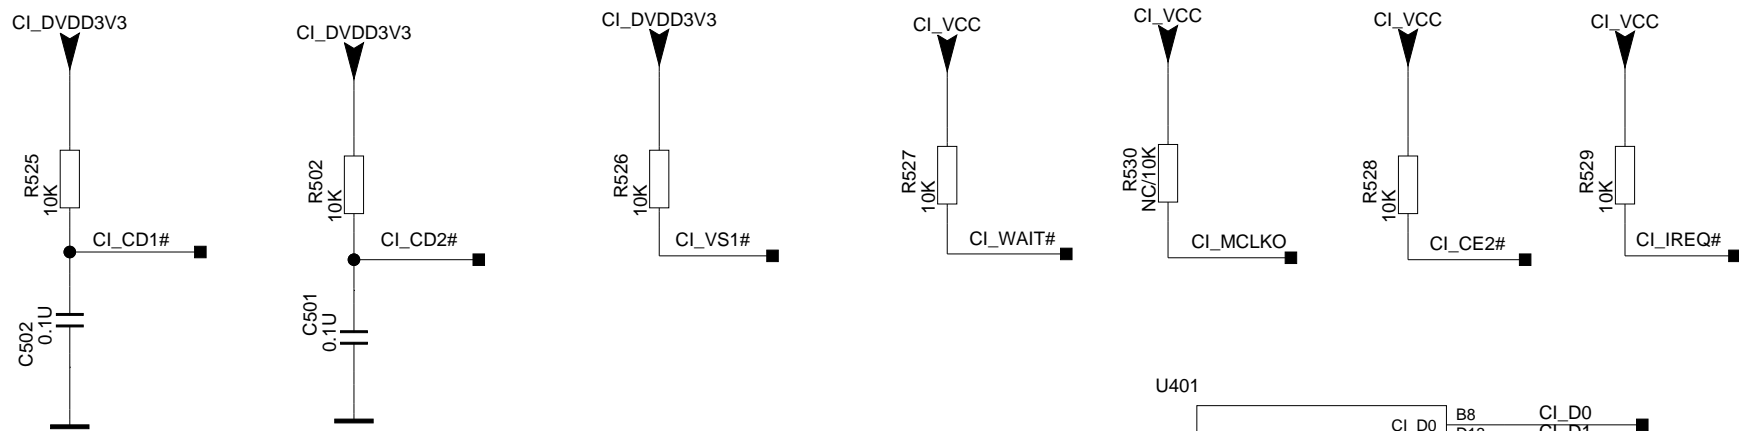 CI_DVDD3V3
R525
10K
CI_CD1#
C502
0.1U
CI_DVDD3V3
R502
10K
CI_CD2#
C501
0.1U
CI_DVDD3V3
R526
10K
CI_VS1#
CI_VCC
R527
10K
CI_WAIT#
CI_VCC
R530
NC/10K
CI_MCLKO
CI_VCC
R528
10K
CI_CE2#
CI_VCC
R529
10K
CI_IREQ#
U401
CI_D0
B8
CI_D0
CI_D1